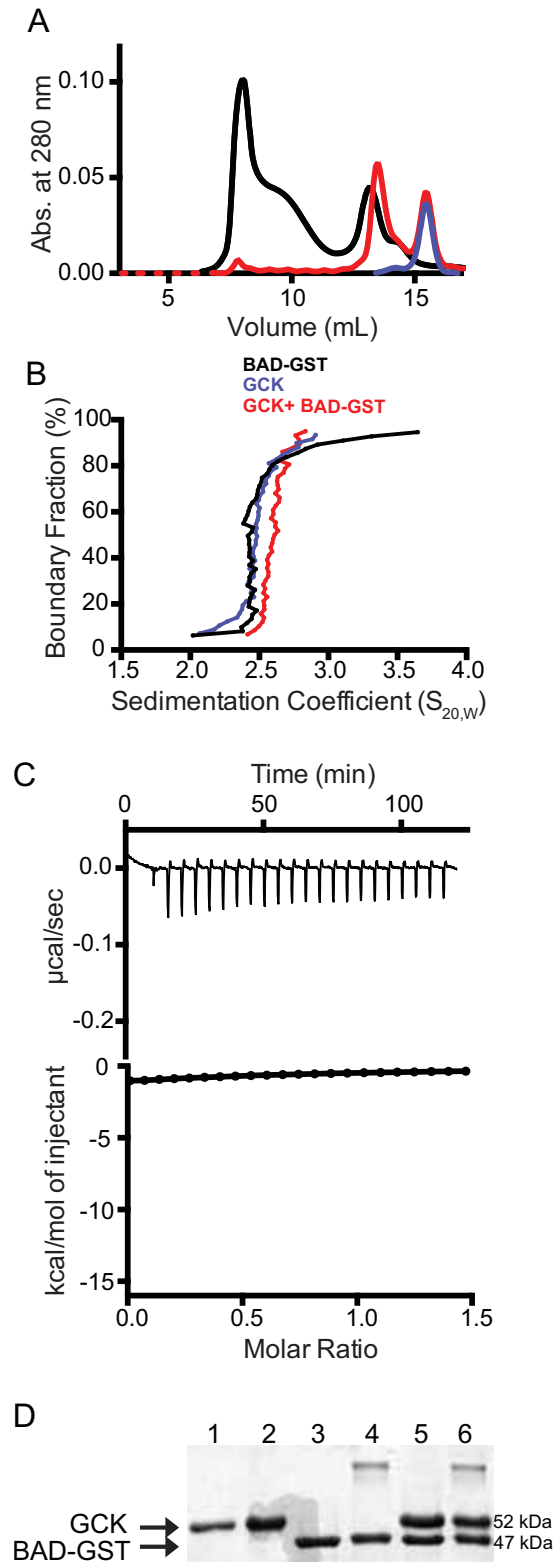 A
Abs. at 280 nm
0.10
0.05
0.00
5 10 15
Volume (mL)
BAD-GST
GCK
GCK+ BAD-GST
B
Boundary Fraction (%)
100
80
60
40
20
0
1.5 2.0 2.5 3.0 3.5 4.0
Sedimentation Coefficient (S20,W)
C
Time (min)
0 50 100
µcal/sec
0.0
-0.1
-0.2
kcal/mol of injectant
0
-5
-10
-15
0.0 0.5 1.0 1.5
Molar Ratio
D
1 2 3 4 5 6
GCK
BAD-GST
52 kDa
47 kDa